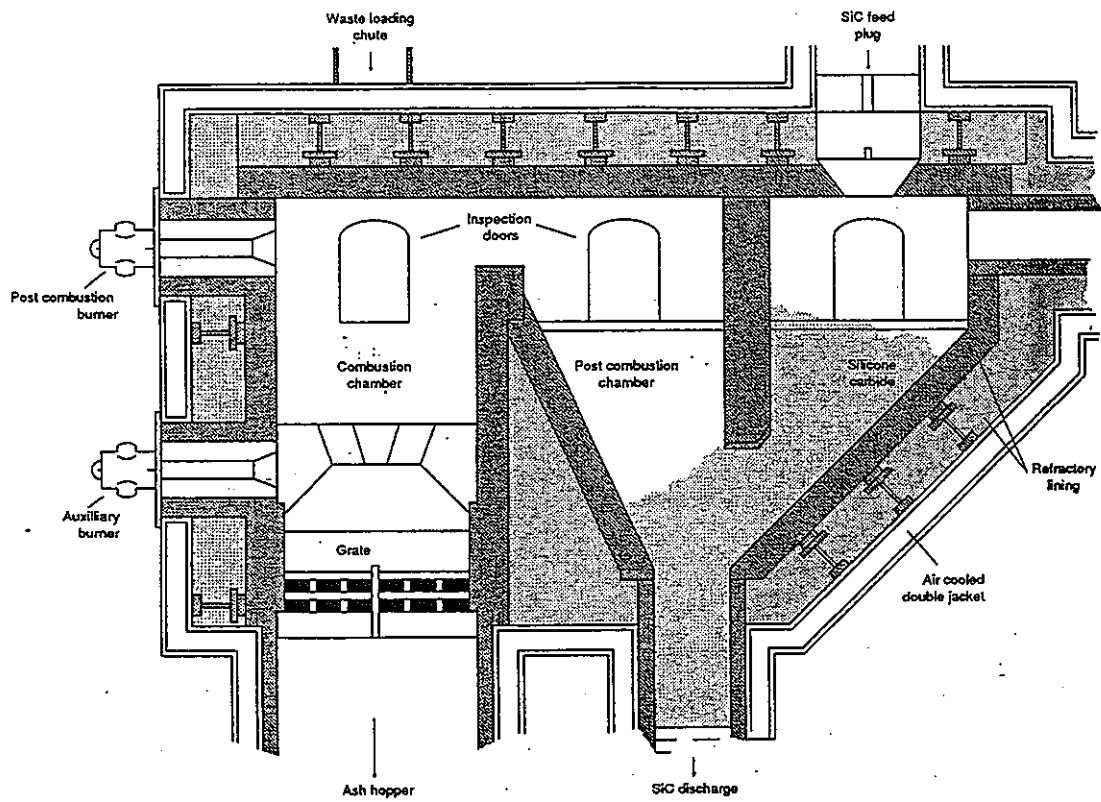 Waste loading
chute
SiC feed
plug
Inspection
doors
Post combustion
burner
Combustion
chamber
Post combustion
chamber
Silicone
carbide
Refractory
lining
Auxilliary
burner
Grate
Air cooled
double jacket
Ash hopper
SiC discharge